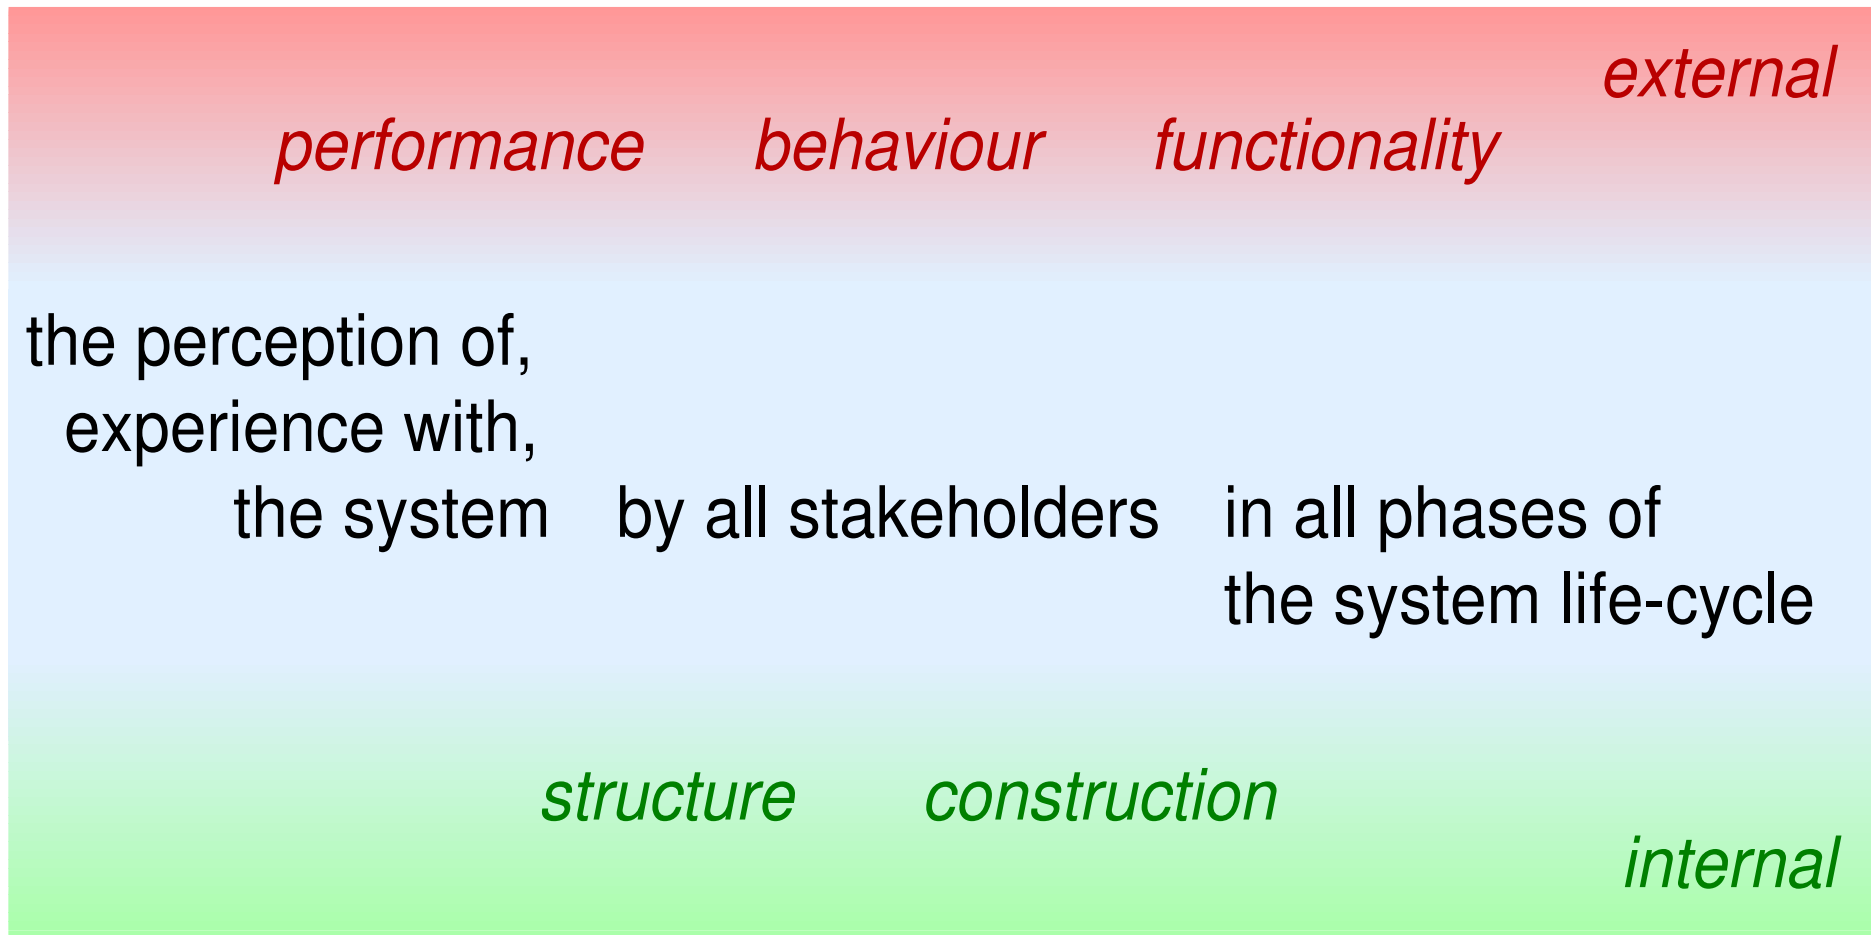 external
performance behaviour functionality
the perception of,
experience with,
the system by all stakeholders in all phases of
the system life-cycle
structure construction
internal